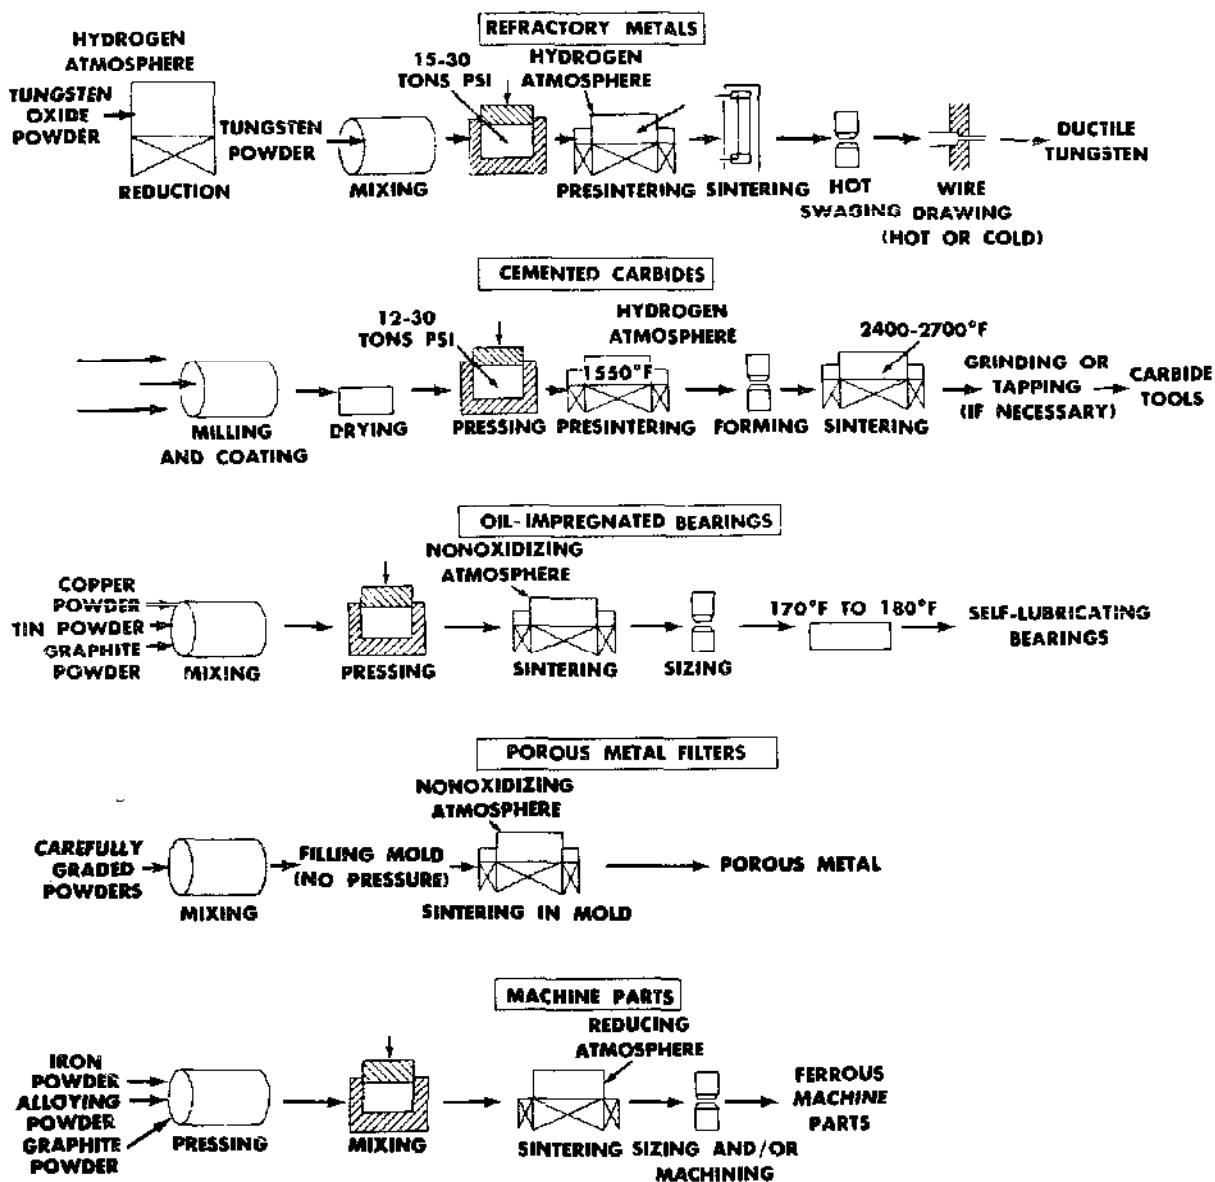 REFRACTORY METALS
HYDROGEN
ATMOSPHERE
TUNGSTEN
OXIDE
POWDER
REDUCTION
TUNGSTEN
POWDER
MIXING
15-30
TONS PSI
HYDROGEN
ATMOSPHERE
PRESINTERING
SINTERING
HOT
SWAGING
WIRE
DRAWING
(HOT OR COLD)
DUCTILE
TUNGSTEN
CEMENTED CARBIDES
MILLING
AND COATING
DRYING
12-30
TONS PSI
PRESSING
HYDROGEN
ATMOSPHERE
1550°F
PRESINTERING
FORMING
2400-2700°F
SINTERING
GRINDING OR
TAPPING
(IF NECESSARY)
CARBIDE
TOOLS
OIL-IMPREGNATED BEARINGS
COPPER
POWDER
TIN POWDER
GRAPHITE
POWDER
MIXING
PRESSING
NONOXIDIZING
ATMOSPHERE
SINTERING
SIZING
170°F TO 180°F
SELF-LUBRICATING
BEARINGS
POROUS METAL FILTERS
CAREFULLY
GRADED
POWDERS
MIXING
FILLING MOLD
(NO PRESSURE)
NONOXIDIZING
ATMOSPHERE
SINTERING IN MOLD
POROUS METAL
MACHINE PARTS
IRON
POWDER
ALLOYING
POWDER
GRAPHITE
POWDER
PRESSING
MIXING
REDUCING
ATMOSPHERE
SINTERING
SIZING AND/OR
MACHINING
FERROUS
MACHINE
PARTS